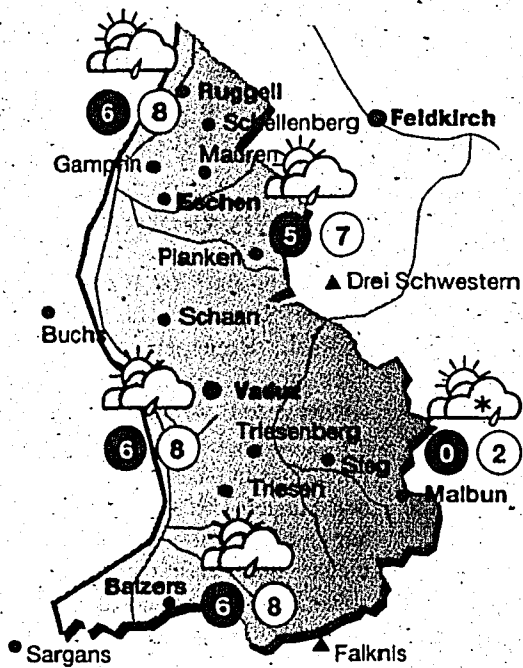 Ruggell
6 8
Schellenberg
Feldkirch
Gamprin
Mauren
Eschen
5 7
Planken
Drei Schwestern
Buchs
Schaan
Vaduz
6 8
Triesenberg
Steg
0 2
Malbun
Triesen
Balzers
6 8
Sargans
Falknis